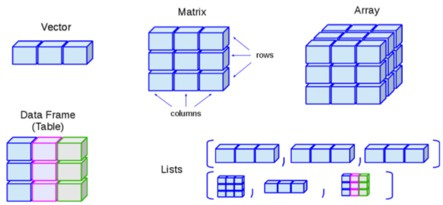 Vector
Matrix
Array
rows
columns
Data Frame
(Table)
Lists